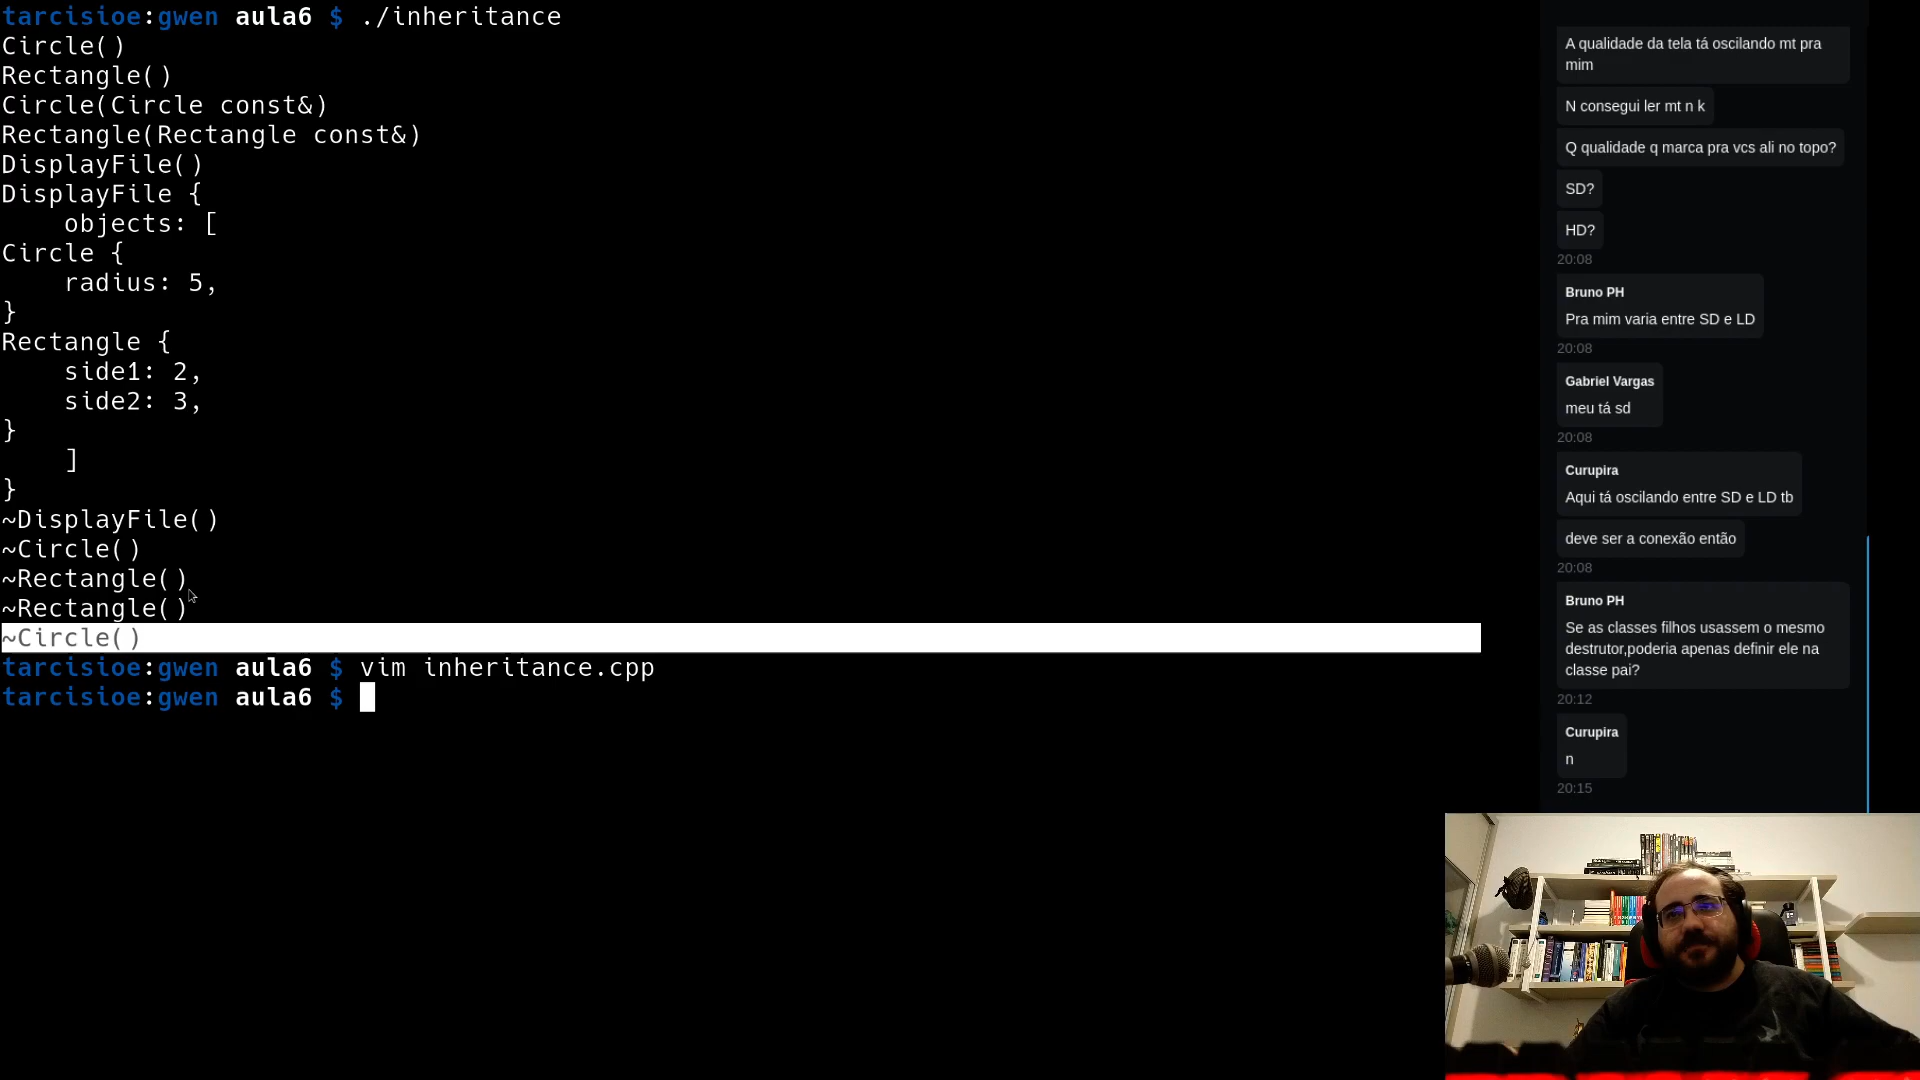 tarcisioe:gwen aula6 $ ./inheritance
Circle()
Rectangle()
Circle(Circle const&)
Rectangle(Rectangle const&)
DisplayFile()
DisplayFile {
    objects: [
Circle {
    radius: 5,
}
Rectangle {
    side1: 2,
    side2: 3,
}
    ]
}
~DisplayFile()
~Circle()
~Rectangle()
~Rectangle()
~Circle()
tarcisioe:gwen aula6 $ vim inheritance.cpp
tarcisioe:gwen aula6 $
A qualidade da tela tá oscilando mt pra
mim
N consegui ler mt n k
Q qualidade q marca pra vcs ali no topo?
SD?
HD?
20:08
Bruno PH
Pra mim varia entre SD e LD
20:08
Gabriel Vargas
meu tá sd
20:08
Curupira
Aqui tá oscilando entre SD e LD tb
deve ser a conexão então
20:08
Bruno PH
Se as classes filhos usassem o mesmo
destrutor,poderia apenas definir ele na
classe pai?
20:12
Curupira
n
20:15